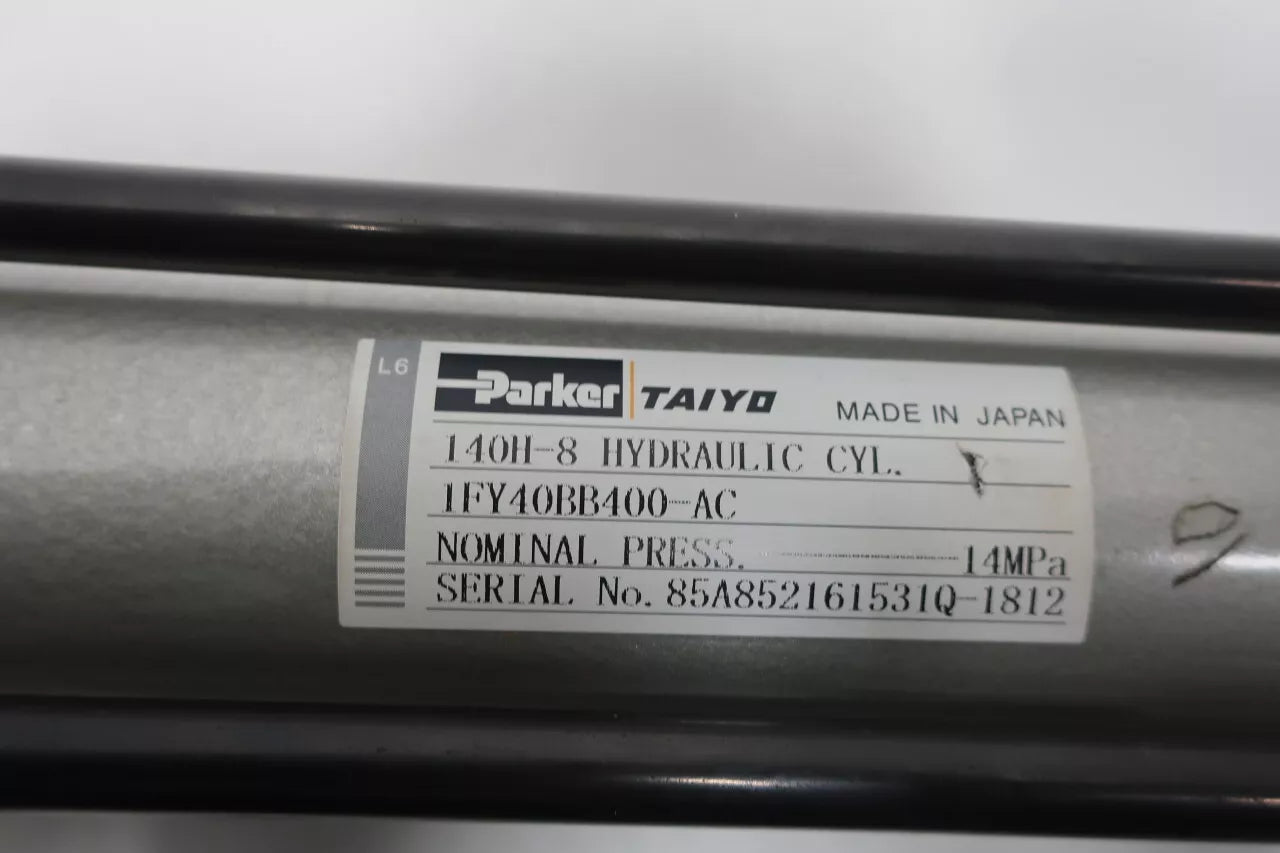 L6
Parker TAIYO MADE IN JAPAN
140H-8 HYDRAULIC CYL.
1FY40BB400-AC
NOMINAL PRESS. 14MPa
SERIAL No. 85A852161531Q-1812